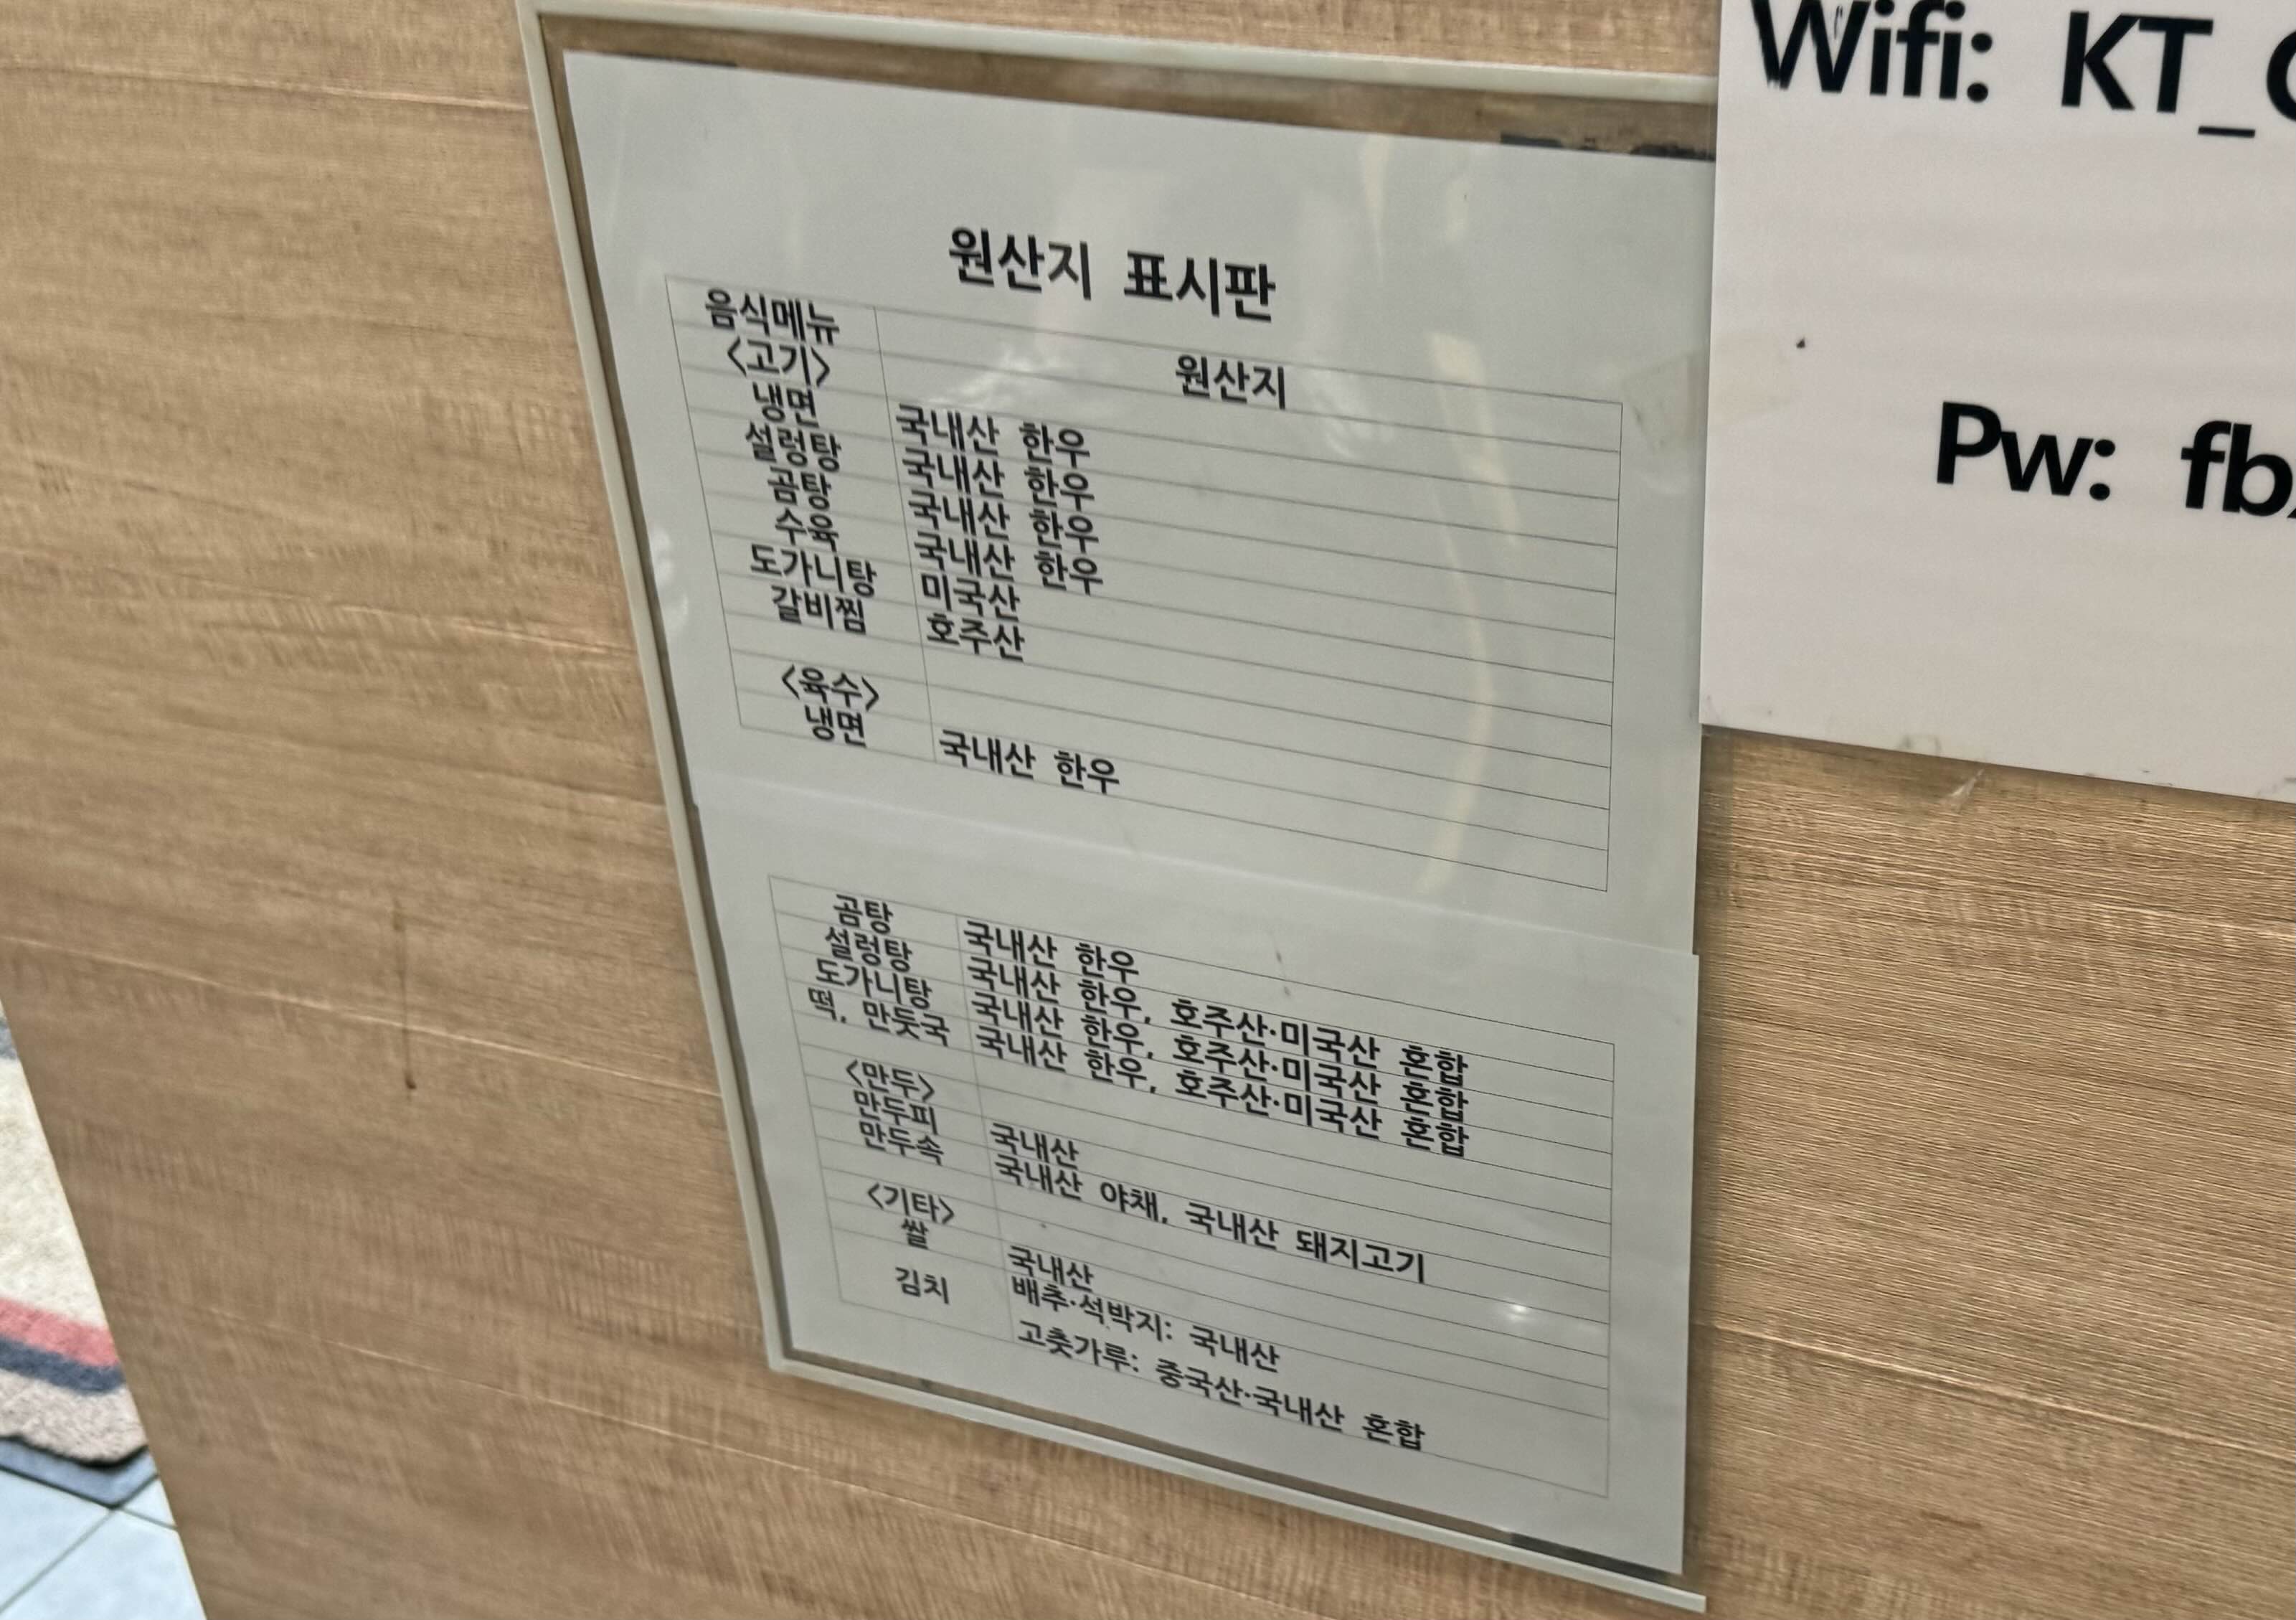 원산지 표시판
음식메뉴 원산지
<고기>
냉면 국내산 한우
설렁탕 국내산 한우
곰탕 국내산 한우
수육 국내산 한우
도가니탕 미국산
갈비찜 호주산
<육수>
냉면 국내산 한우
곰탕 국내산 한우
설렁탕 국내산 한우, 호주산·미국산 혼합
도가니탕 국내산 한우, 호주산·미국산 혼합
떡, 만둣국 국내산 한우, 호주산·미국산 혼합
<만두>
만두피 국내산
만두속 국내산 야채, 국내산 돼지고기
<기타>
쌀 국내산
김치 배추·석박지: 국내산
고춧가루: 중국산·국내산 혼합
Wifi: KT_
Pw: fb